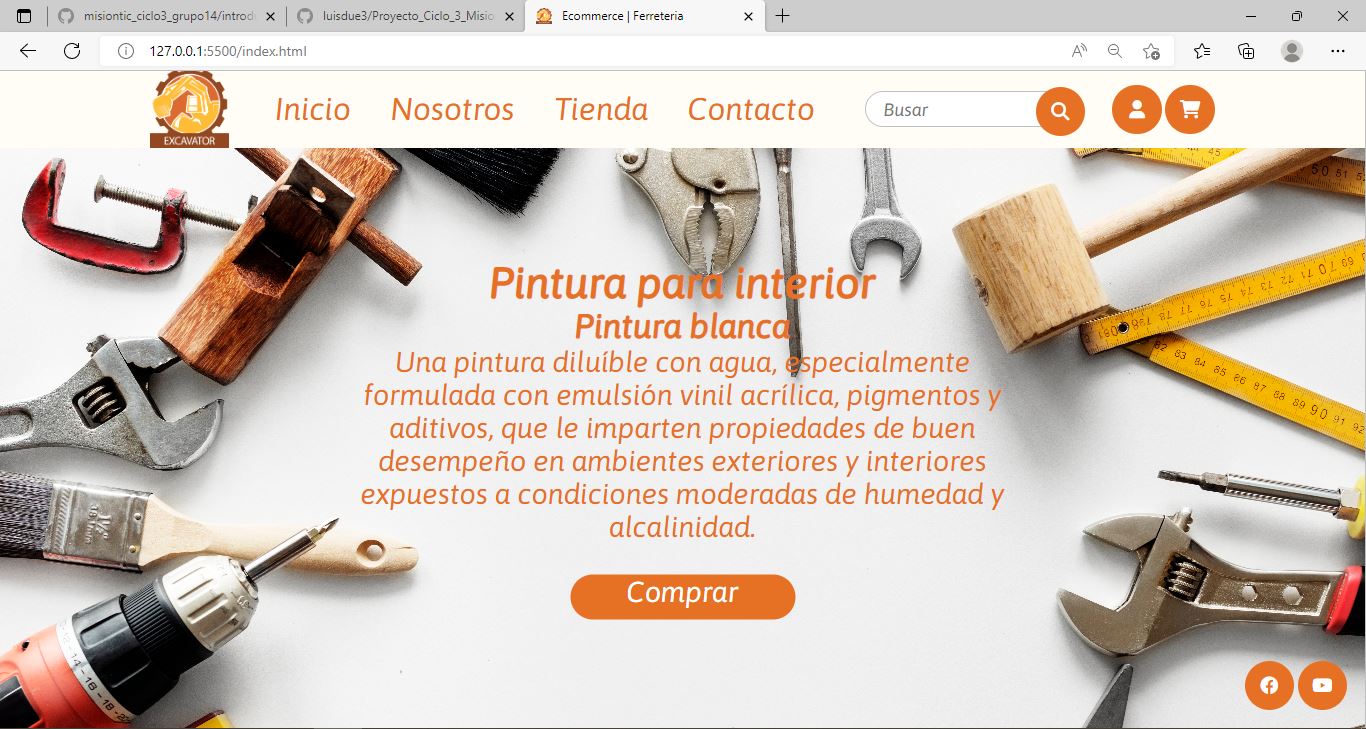 misiontic_ciclo3_grupo14/introdu
luisdue3/Proyecto_Ciclo_3_Misio
Ecommerce | Ferreteria
127.0.0.1:5500/index.html
EXCAVATOR
Inicio
Nosotros
Tienda
Contacto
Busar
Pintura para interior
Pintura blanca
Una pintura diluíble con agua, especialmente
formulada con emulsión vinil acrílica, pigmentos y
aditivos, que le imparten propiedades de buen
desempeño en ambientes exteriores y interiores
expuestos a condiciones moderadas de humedad y
alcalinidad.
Comprar